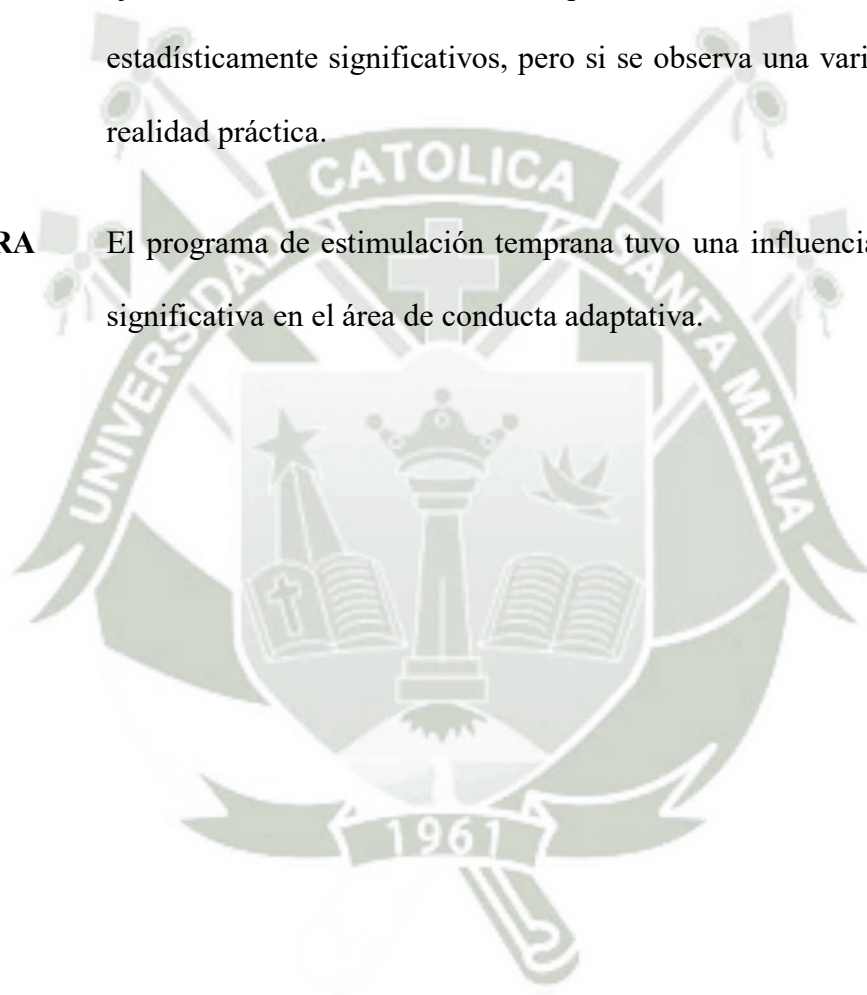 estadísticamente significativos, pero si se observa una vari
realidad práctica.
RA El programa de estimulación temprana tuvo una influencia
significativa en el área de conducta adaptativa.
UNIVERSIDAD CATOLICA SANTA MARIA
1961